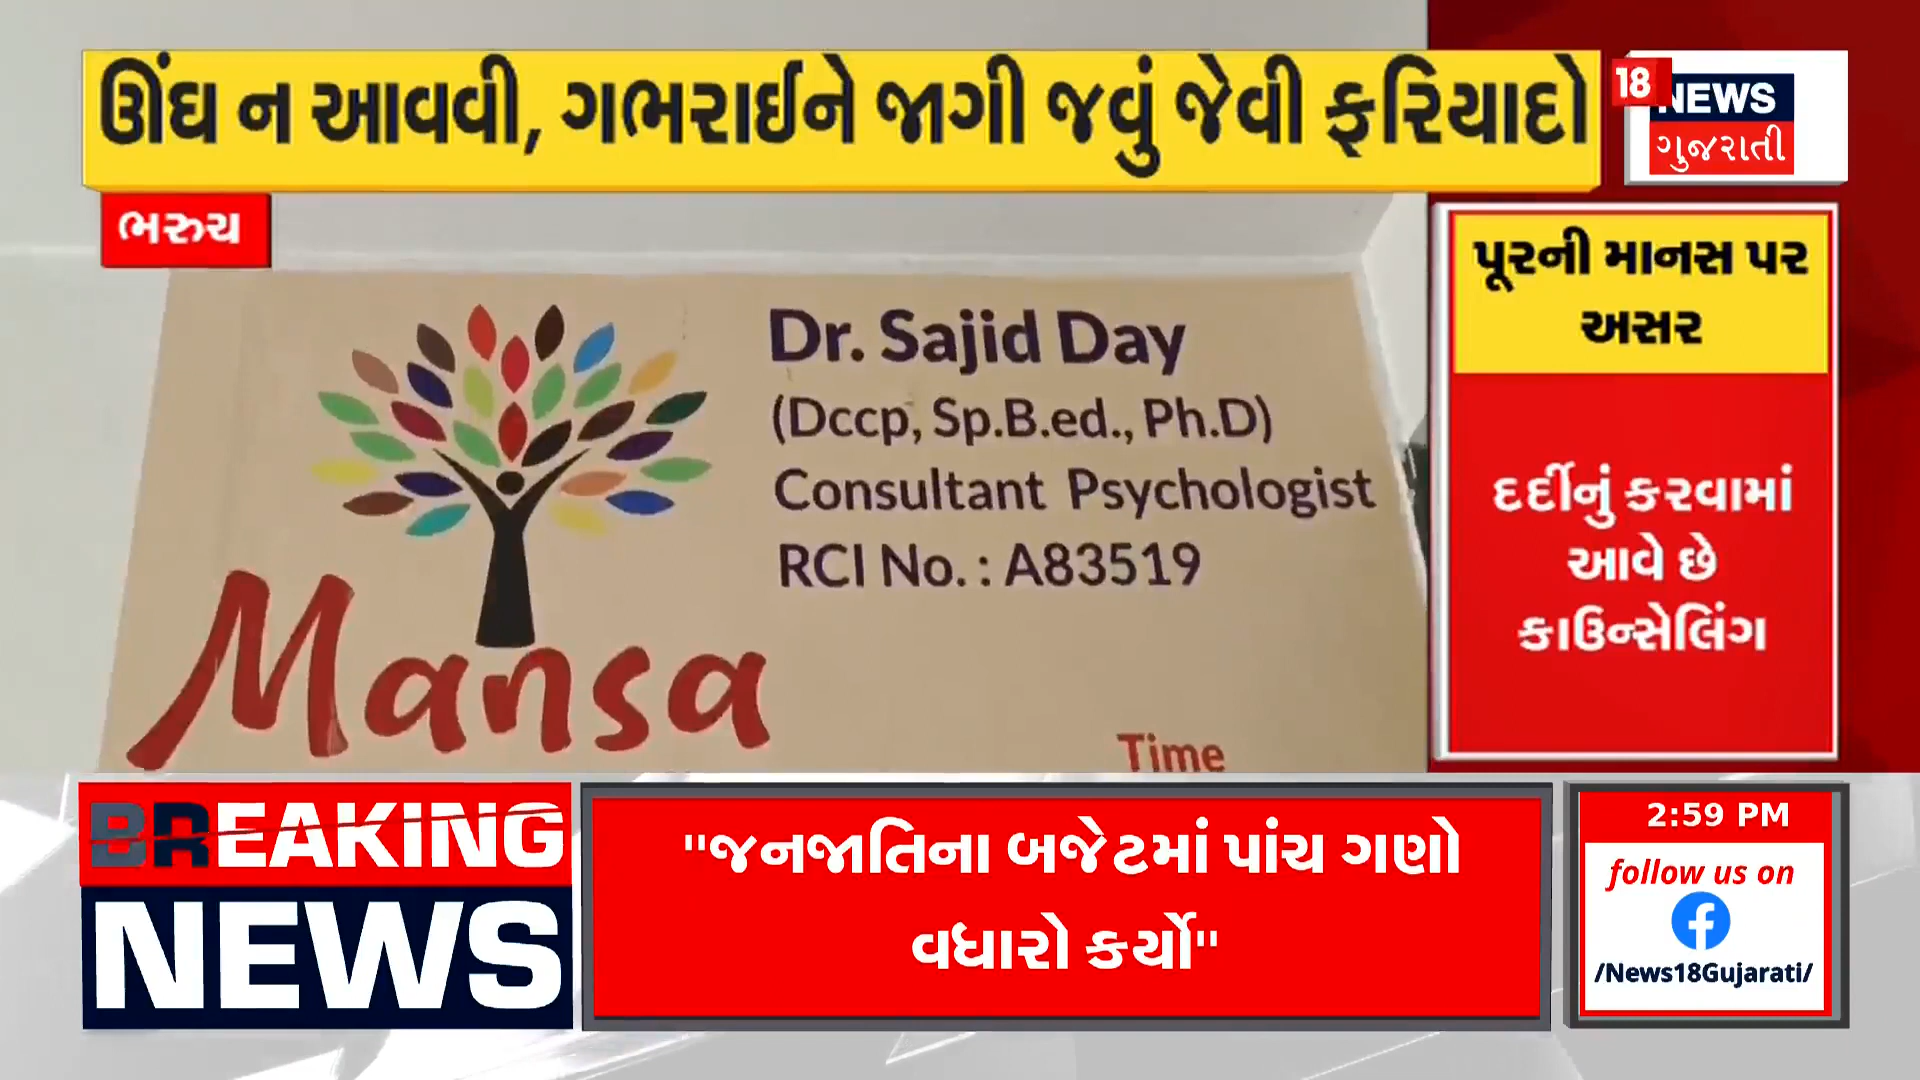 ઊંઘ ન આવવી, ગભરાઈને જાગી જવું જેવી ફરિયાદો
18
NEWS
ગુજરાતી
ભરુચ
પૂરની માનસ પર
અસર
દર્દીનું કરવામાં
આવે છે
કાઉન્સેલિંગ
Dr. Sajid Day
(Dccp, Sp.B.ed., Ph.D)
Consultant Psychologist
RCI No. : A83519
Mansa
Time
BREAKING
NEWS
"જનજાતિના બજેટમાં પાંચ ગણો
વધારો કર્યો"
2:59 PM
follow us on
/News18Gujarati/